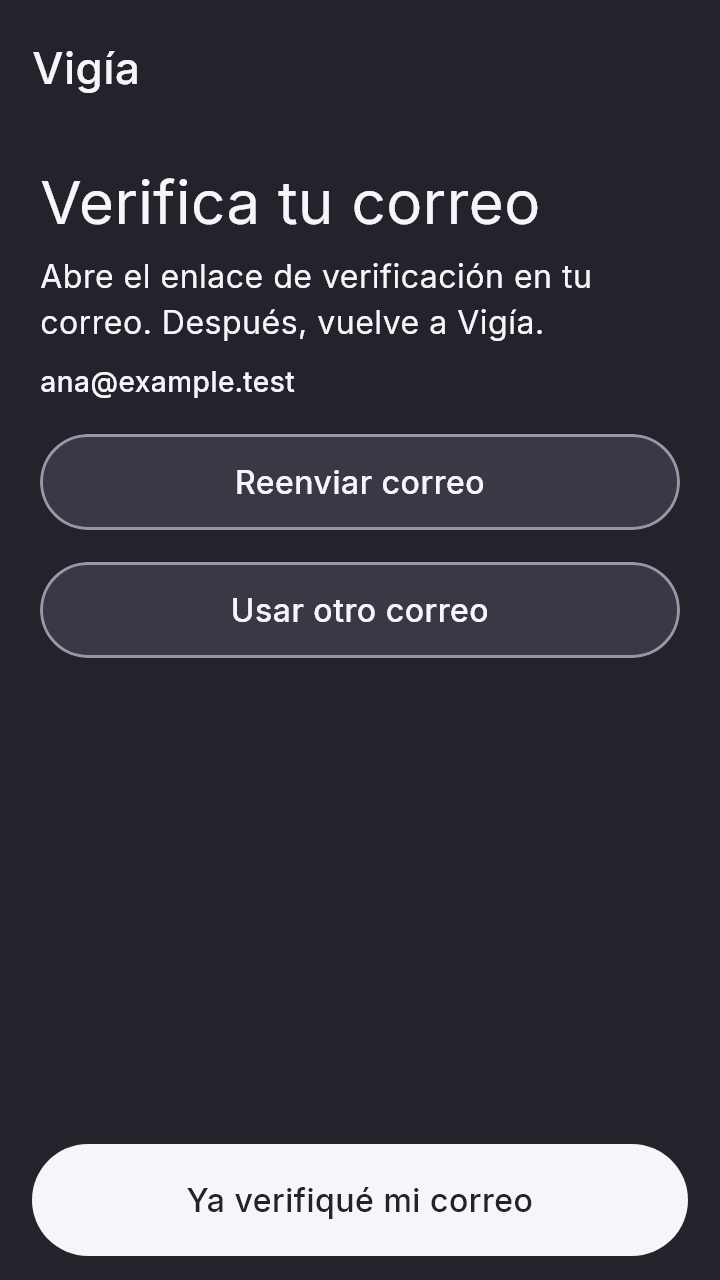 Vigía
Verifica tu correo
Abre el enlace de verificación en tu
correo. Después, vuelve a Vigía.
ana@example.test
Reenviar correo
Usar otro correo
Ya verifiqué mi correo